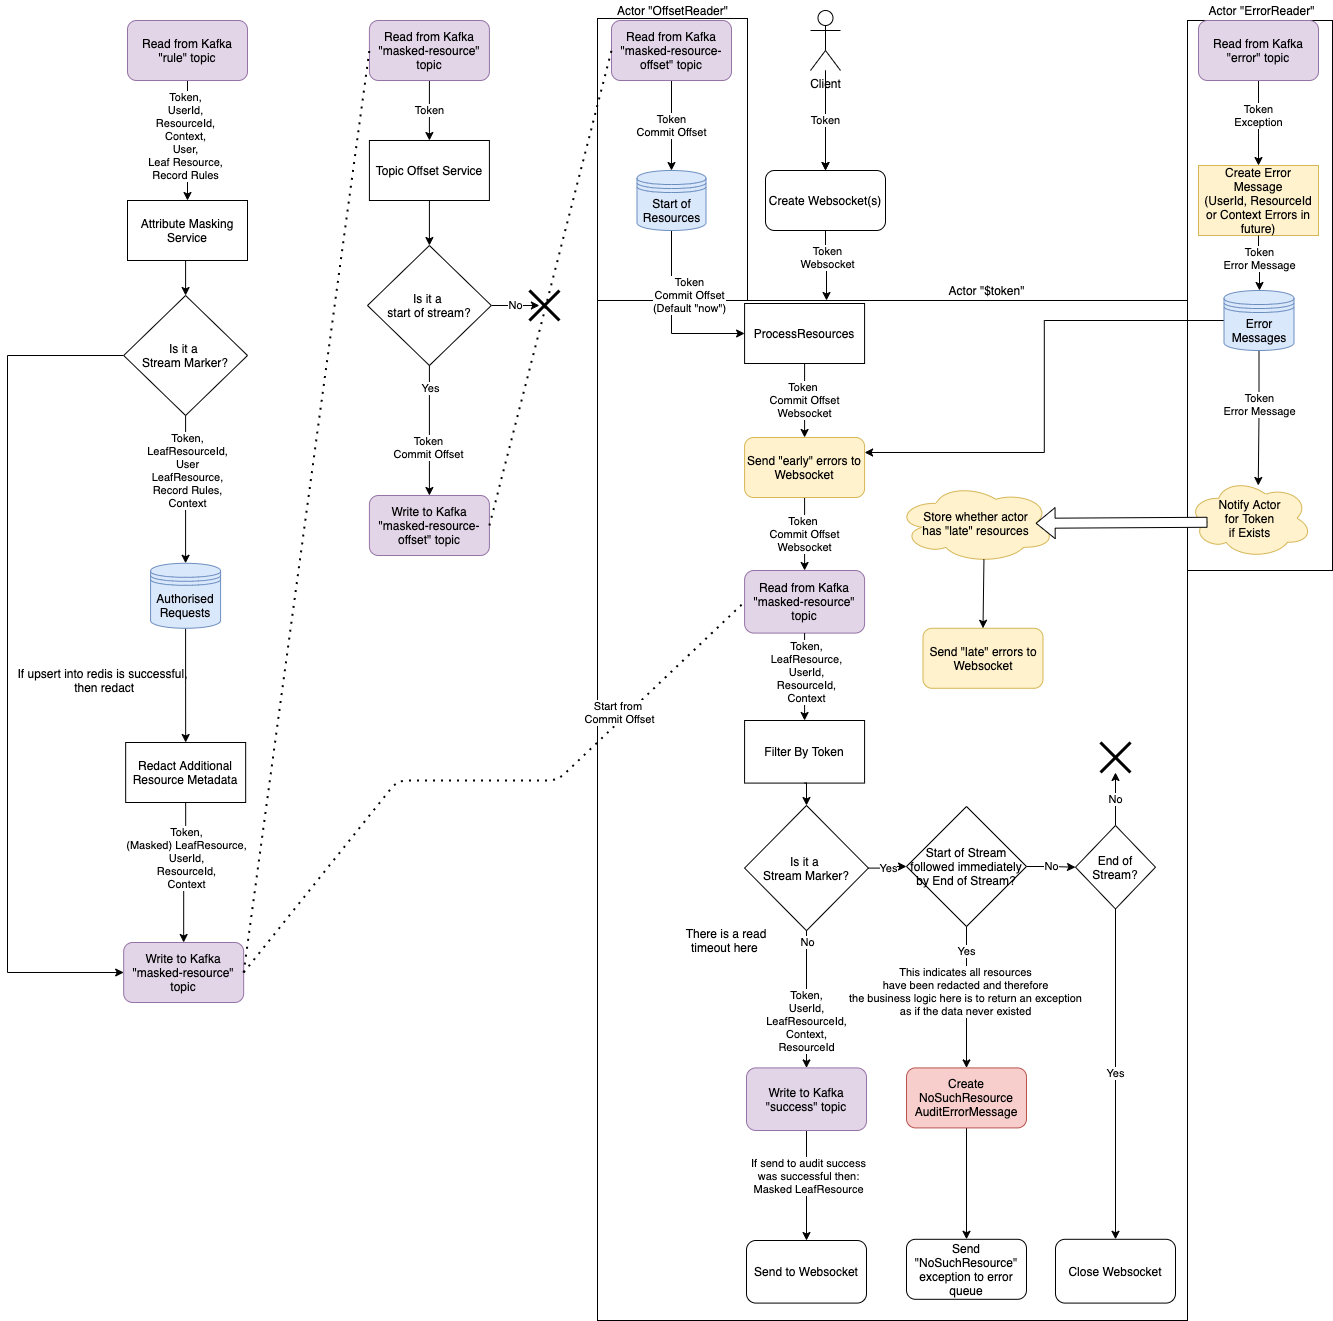 Read from Kafka
"rule" topic
Token,
UserId,
ResourceId,
Context,
User,
Leaf Resource,
Record Rules
Attribute Masking
Service
Is it a
Stream Marker?
Token,
LeafResourceId,
User
LeafResource,
Record Rules,
Context
Authorised
Requests
If upsert into redis is successful,
then redact
Redact Additional
Resource Metadata
Token,
(Masked) LeafResource,
UserId,
ResourceId,
Context
Write to Kafka
"masked-resource"
topic
Read from Kafka
"masked-resource"
topic
Token
Topic Offset Service
Is it a
start of stream?
No
Yes
Token
Commit Offset
Write to Kafka
"masked-resource-
offset" topic
Actor "OffsetReader"
Read from Kafka
"masked-resource-
offset" topic
Token
Commit Offset
Start of
Resources
Token
Commit Offset
(Default "now")
Client
Token
Create Websocket(s)
Token
Websocket
Actor "$token"
ProcessResources
Token
Commit Offset
Websocket
Send "early" errors to
Websocket
Token
Commit Offset
Websocket
Read from Kafka
"masked-resource"
topic
Start from
Commit Offset
Token,
LeafResource,
UserId,
ResourceId,
Context
Filter By Token
Is it a
Stream Marker?
Yes
Start of Stream
followed immediately
by End of Stream?
No
End of
Stream?
No
There is a read
timeout here
No
Token,
UserId,
LeafResourceId,
Context,
ResourceId
Write to Kafka
"success" topic
If send to audit success
was successful then:
Masked LeafResource
Send to Websocket
Yes
This indicates all resources
have been redacted and therefore
the business logic here is to return an exception
as if the data never existed
Create
NoSuchResource
AuditErrorMessage
Send
"NoSuchResource"
exception to error
queue
Yes
Close Websocket
Actor "ErrorReader"
Read from Kafka
"error" topic
Token
Exception
Create Error
Message
(UserId, ResourceId
or Context Errors in
future)
Token
Error Message
Error
Messages
Token
Error Message
Notify Actor
for Token
if Exists
Store whether actor
has "late" resources
Send "late" errors to
Websocket